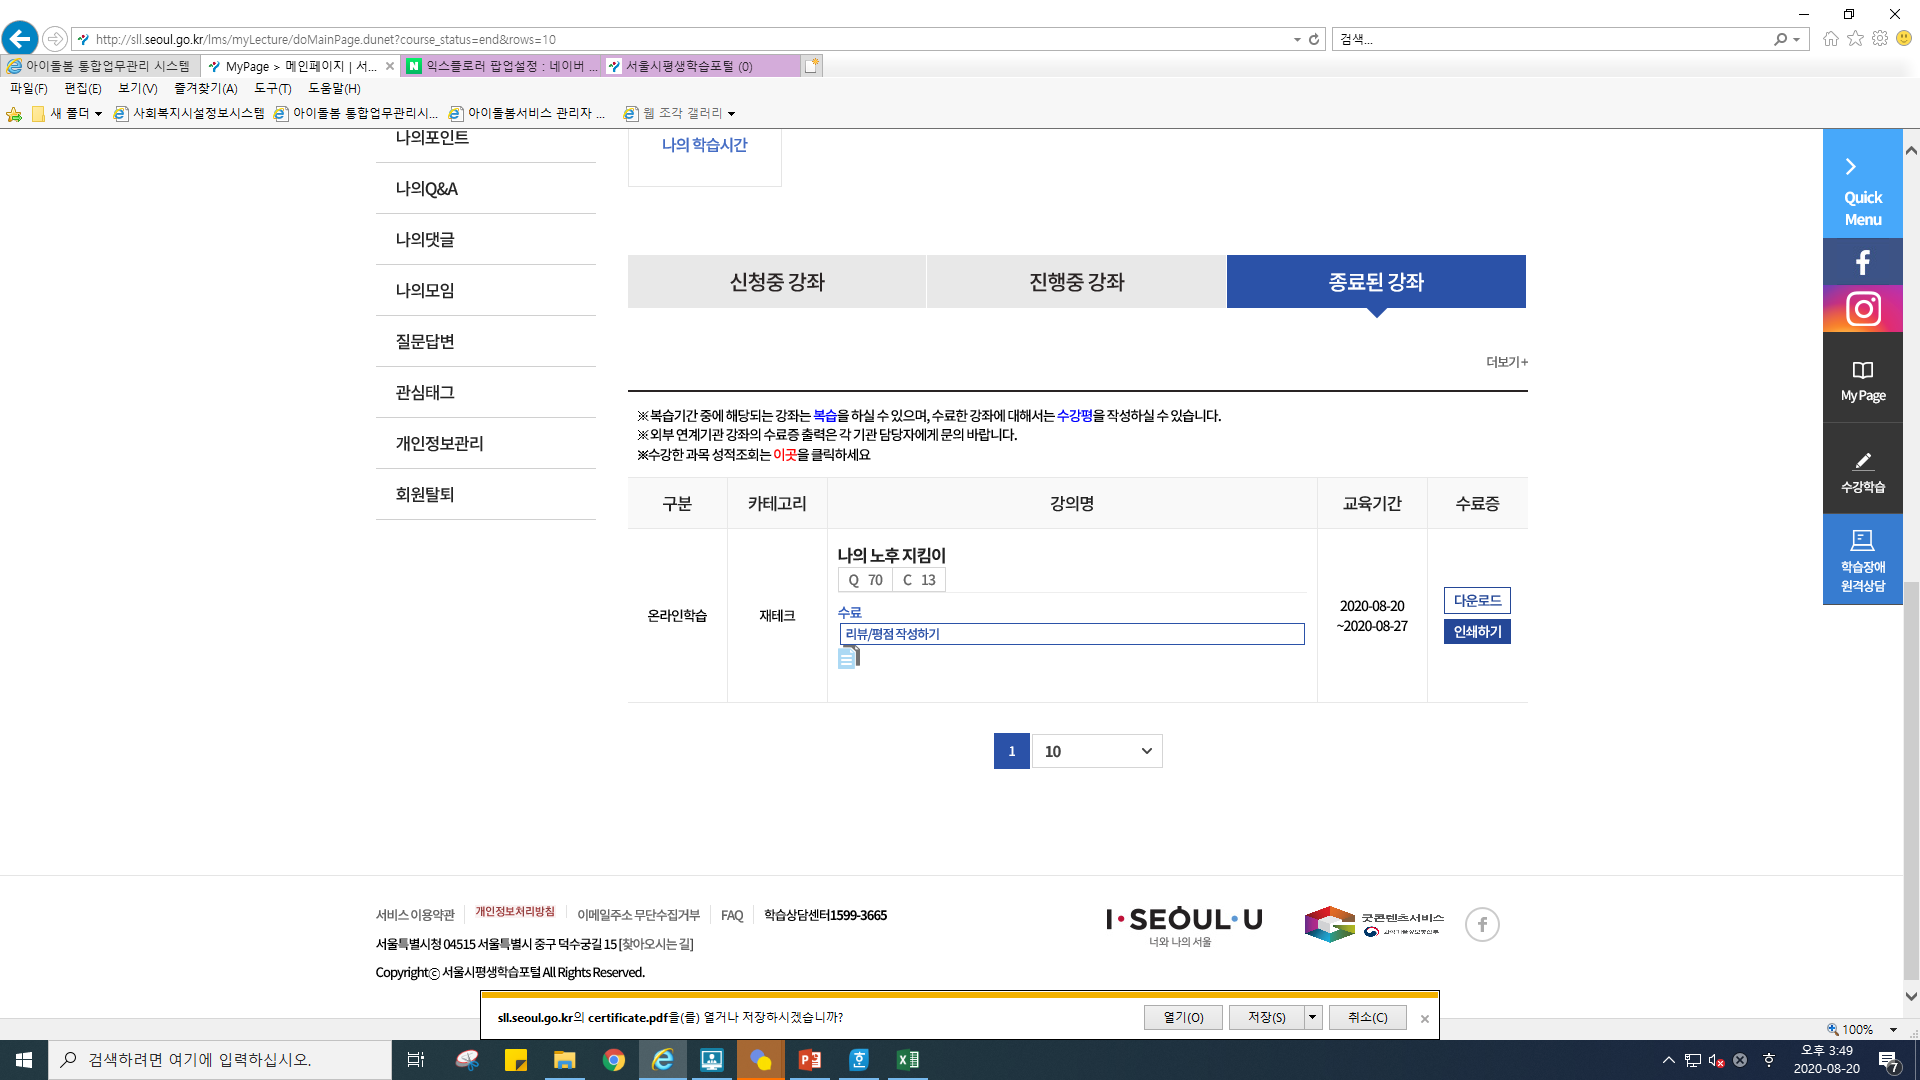 http://sll.seoul.go.kr/lms/myLecture/doMainPage.dunet?course_status=end&rows=10
검색...
아이돌봄 통합업무관리 시스템
MyPage > 메인페이지 | 서...
익스플로러 팝업설정 : 네이버 ...
서울시평생학습포털 (0)
파일(F) 편집(E) 보기(V) 즐겨찾기(A) 도구(T) 도움말(H)
새 폴더 사회복지시설정보시스템 아이돌봄 통합업무관리시... 아이돌봄서비스 관리자 ... 웹 조각 갤러리
나의포인트
나의Q&A
나의댓글
나의모임
질문답변
관심태그
개인정보관리
회원탈퇴
나의 학습시간
신청중 강좌 진행중 강좌 종료된 강좌
더보기+
※ 복습기간 중에 해당되는 강좌는 복습을 하실 수 있으며, 수료한 강좌에 대해서는 수강평을 작성하실 수 있습니다.
※ 외부 연계기관 강좌의 수료증 출력은 각 기관 담당자에게 문의 바랍니다.
※수강한 과목 성적조회는 이곳을 클릭하세요
구분 카테고리 강의명 교육기간 수료증
온라인학습
재테크
나의 노후 지킴이
Q 70 C 13
수료
리뷰/평점 작성하기
2020-08-20
~2020-08-27
다운로드
인쇄하기
1 10
Quick
Menu
My Page
수강학습
학습장애
원격상담
서비스 이용약관 개인정보처리방침 이메일주소 무단수집거부 FAQ 학습상담센터1599-3665
서울특별시청 04515 서울특별시 중구 덕수궁길 15 [찾아오시는 길]
Copyrightⓒ 서울시평생학습포털 All Rights Reserved.
I·SEOUL·U
너와 나의 서울
굿콘텐츠서비스
sll.seoul.go.kr의 certificate.pdf을(를) 열거나 저장하시겠습니까?
열기(O) 저장(S) 취소(C)
100%
검색하려면 여기에 입력하십시오.
오후 3:49
2020-08-20
7